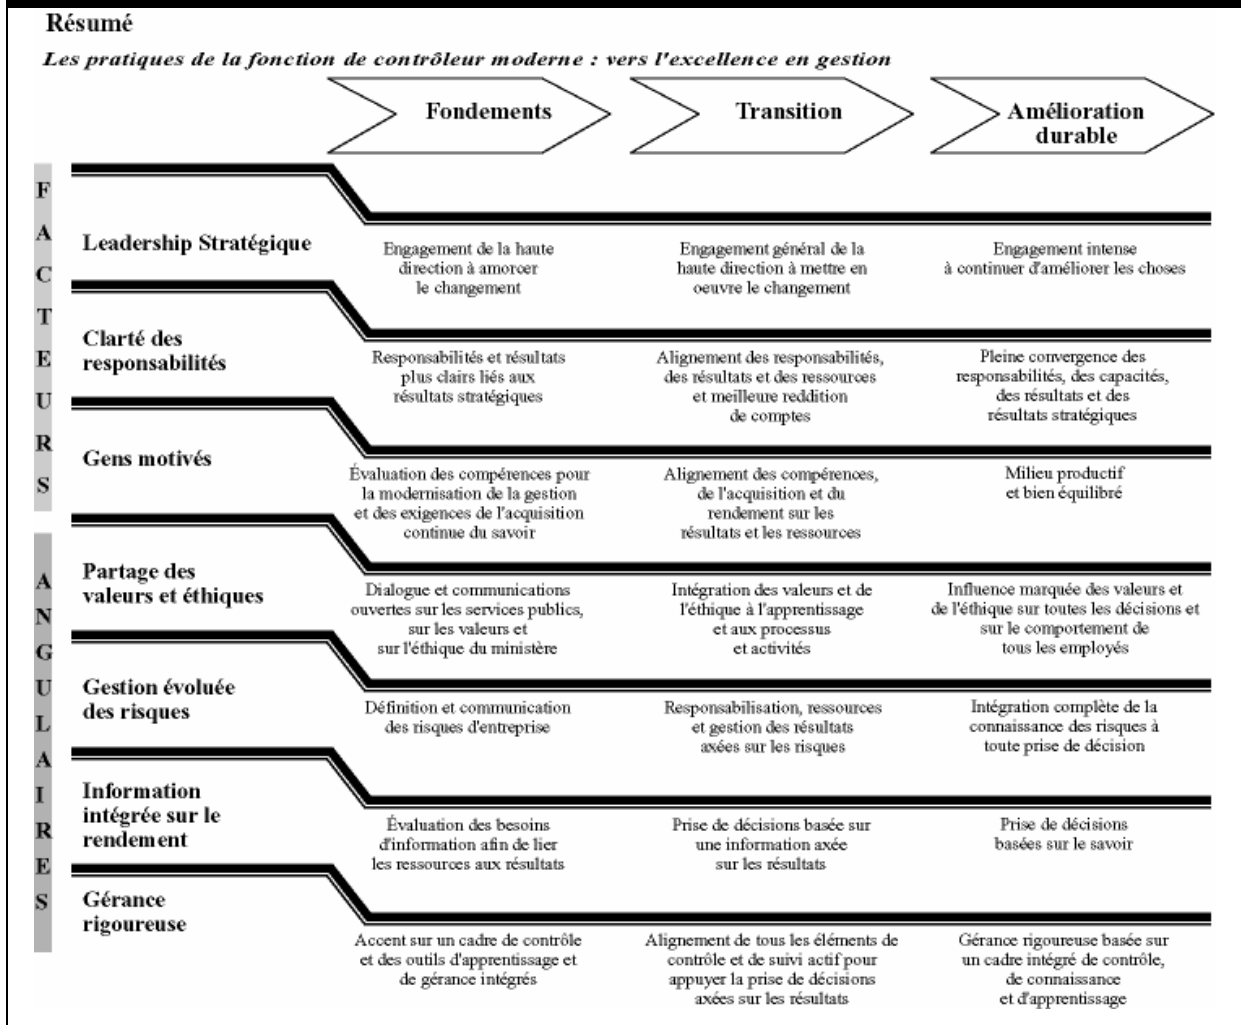 Résumé
Les pratiques de la fonction de contrôleur moderne : vers l'excellence en gestion
Fondements
Transition
Amélioration
durable
FACTEURS
Leadership Stratégique
Engagement de la haute
direction à amorcer
le changement
Engagement général de la
haute direction à mettre en
oeuvre le changement
Engagement intense
à continuer d'améliorer les choses
Clarté des
responsabilités
Responsabilités et résultats
plus clairs liés aux
résultats stratégiques
Alignement des responsabilités,
des résultats et des ressources
et meilleure reddition
de comptes
Pleine convergence des
responsabilités, des capacités,
des résultats et des
résultats stratégiques
Gens motivés
Évaluation des compérences pour
la modernisation de la gestion
et des exigences de l'acquisition
continue du savoir
Alignement des compérences,
de l'acquisition et du
rendement sur les
résultats et les ressources
Milieu productif
et bien équilibré
ANGULAIRES
Partage des
valeurs et éthiques
Dialogue et communications
ouvertes sur les services publics,
sur les valeurs et
sur l'éthique du ministère
Intégration des valeurs et de
l'éthique à l'apprentissage
et aux processus
et activités
Influence marquée des valeurs et
de l'éthique sur toutes les décisions et
sur le comportement de
tous les employés
Gestion évoluée
des risques
Définition et communication
des risques d'entreprise
Responsabilisation, ressources
et gestion des résultats
axées sur les risques
Intégration complète de la
connaissance des risques à
toute prise de décision
Information
intégrée sur le
rendement
Évaluation des besoins
d'information afin de lier
les ressources aux résultats
Prise de décisions basée sur
une information axée
sur les résultats
Prise de décisions
basées sur le savoir
Gérance
rigoureuse
Accent sur un cadre de contrôle
et des outils d'apprentissage et
de gérance intégrés
Alignement de tous les éléments de
contrôle et de suivi actif pour
appuyer la prise de décisions
axées sur les résultats
Gérance rigoureuse basée sur
un cadre intégré de contrôle,
de connaissance
et d'apprentissage